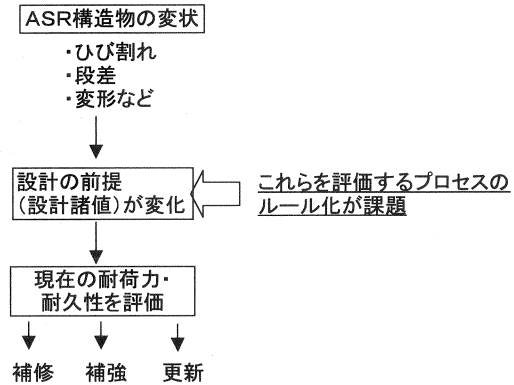 ASR構造物の変状
・ひび割れ
・段差
・変形など
設計の前提
(設計諸値)が変化
これらを評価するプロセスの
ルール化が課題
現在の耐荷力・
耐久性を評価
補修 補強 更新